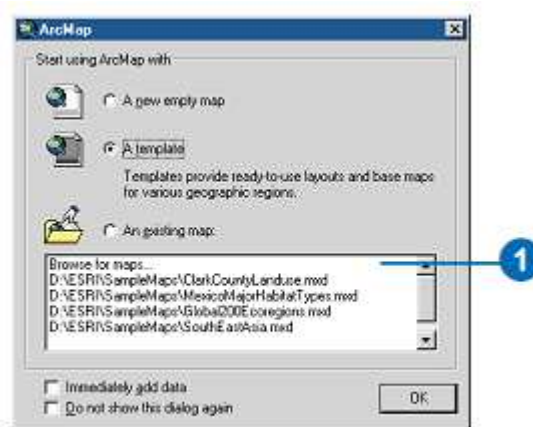 ArcMap
Start using ArcMap with
A new empty map
A template
Templates provide ready-to-use layouts and base maps
for various geographic regions.
An existing map:
1
Browse for maps...
D:\ESRI\SampleMaps\ClarkCountyLanduse.mxd
D:\ESRI\SampleMaps\MexicoMajorHabitatTypes.mxd
D:\ESRI\SampleMaps\Global200Ecoregions.mxd
D:\ESRI\SampleMaps\SouthEastAsia.mxd
Immediately add data
Do not show this dialog again
OK